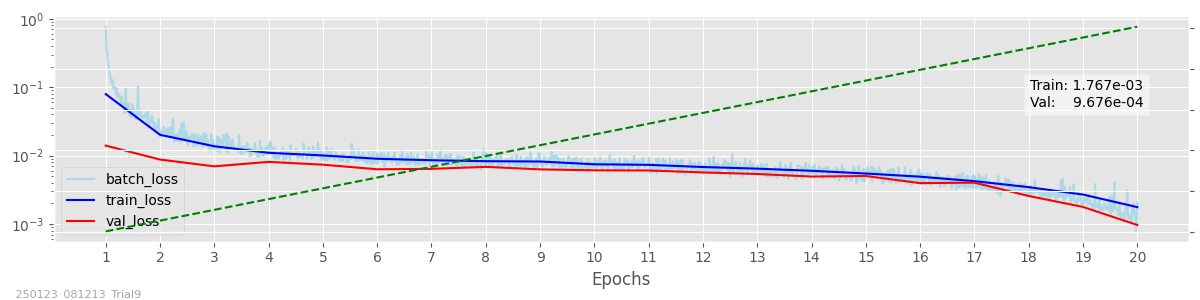 10⁰
10⁻¹
10⁻²
10⁻³
Train: 1.767e-03
Val: 9.676e-04
batch_loss
train_loss
val_loss
1 2 3 4 5 6 7 8 9 10 11 12 13 14 15 16 17 18 19 20
Epochs
250123_081213_Trial9